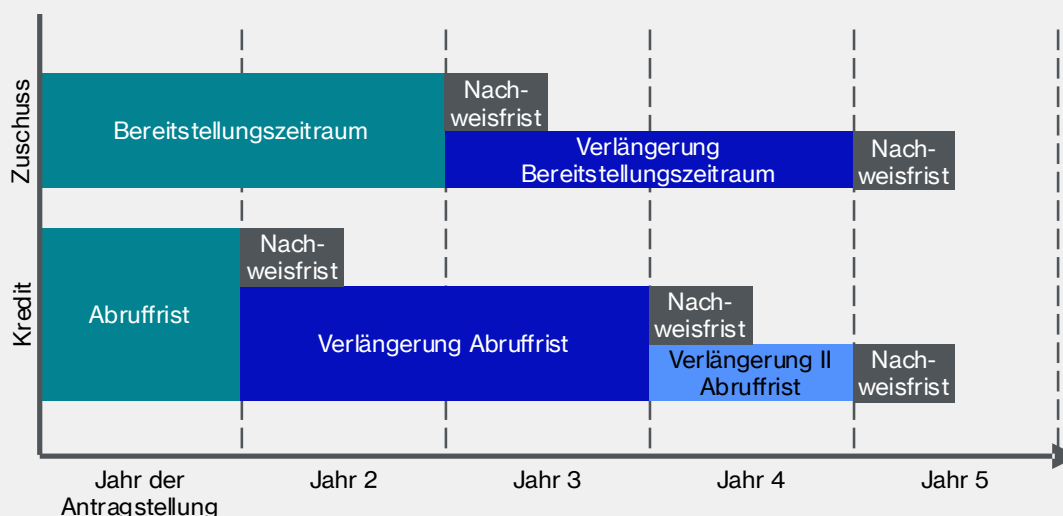 Zuschuss
Bereitstellungszeitraum
Nach-
weisfrist
Verlängerung
Bereitstellungszeitraum
Nach-
weisfrist
Kredit
Abruffrist
Nach-
weisfrist
Verlängerung Abruffrist
Nach-
weisfrist
Verlängerung II
Abruffrist
Nach-
weisfrist
Jahr der
Antragstellung
Jahr 2
Jahr 3
Jahr 4
Jahr 5